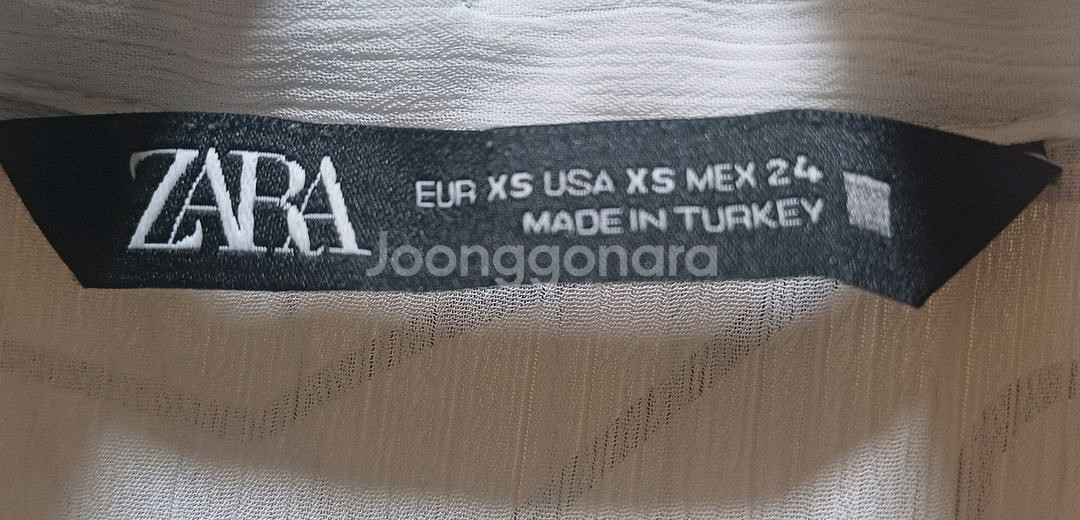 ZARA
EUR XS USA XS MEX 24
MADE IN TURKEY
Joonggonara